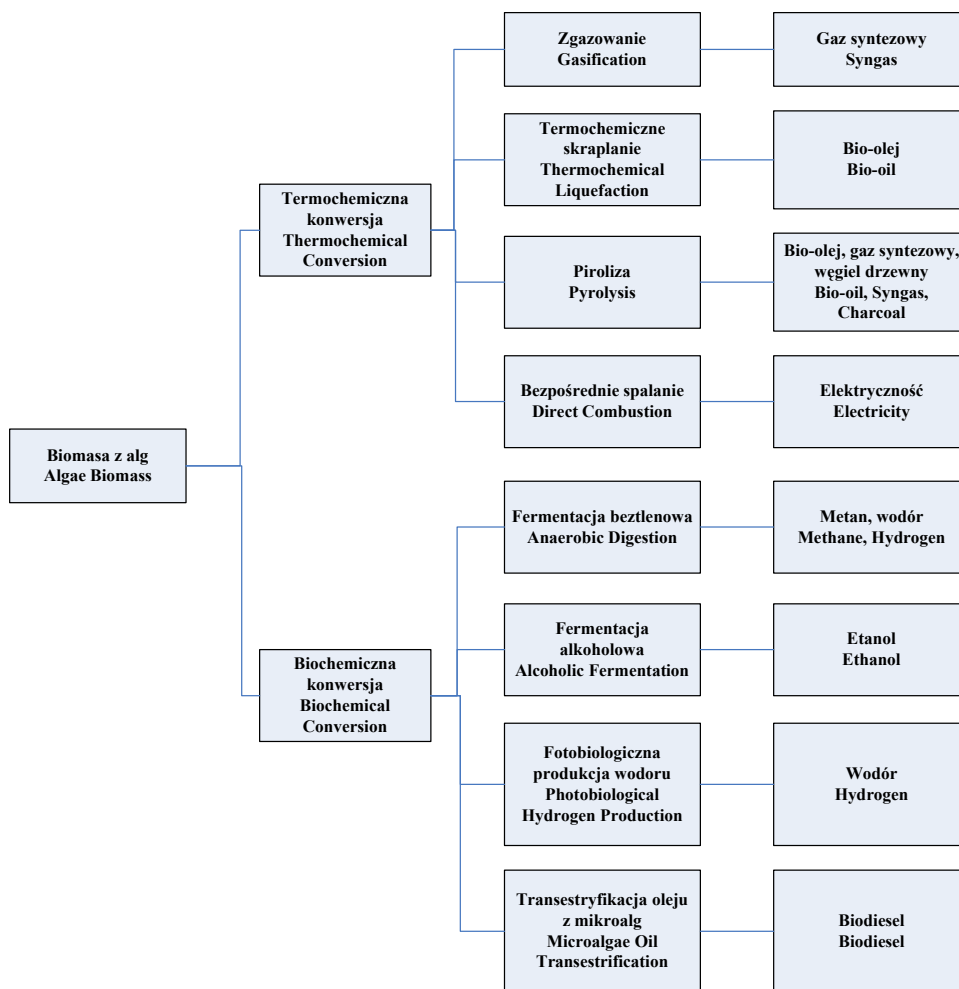 Zgazowanie
Gasification
Gaz syntezowy
Syngas
Termochemiczne
skraplanie
Thermochemical
Liquefaction
Bio-olej
Bio-oil
Termochemiczna
konwersja
Thermochemical
Conversion
Piroliza
Pyrolysis
Bio-olej, gaz syntezowy,
węgiel drzewny
Bio-oil, Syngas,
Charcoal
Bezpośrednie spalanie
Direct Combustion
Elektryczność
Electricity
Biomasa z alg
Algae Biomass
Fermentacja beztlenowa
Anaerobic Digestion
Metan, wodór
Methane, Hydrogen
Fermentacja
alkoholowa
Alcoholic Fermentation
Etanol
Ethanol
Biochemiczna
konwersja
Biochemical
Conversion
Fotobiologiczna
produkcja wodoru
Photobiological
Hydrogen Production
Wodór
Hydrogen
Transestryfikacja oleju
z mikroalg
Microalgae Oil
Transestrification
Biodiesel
Biodiesel